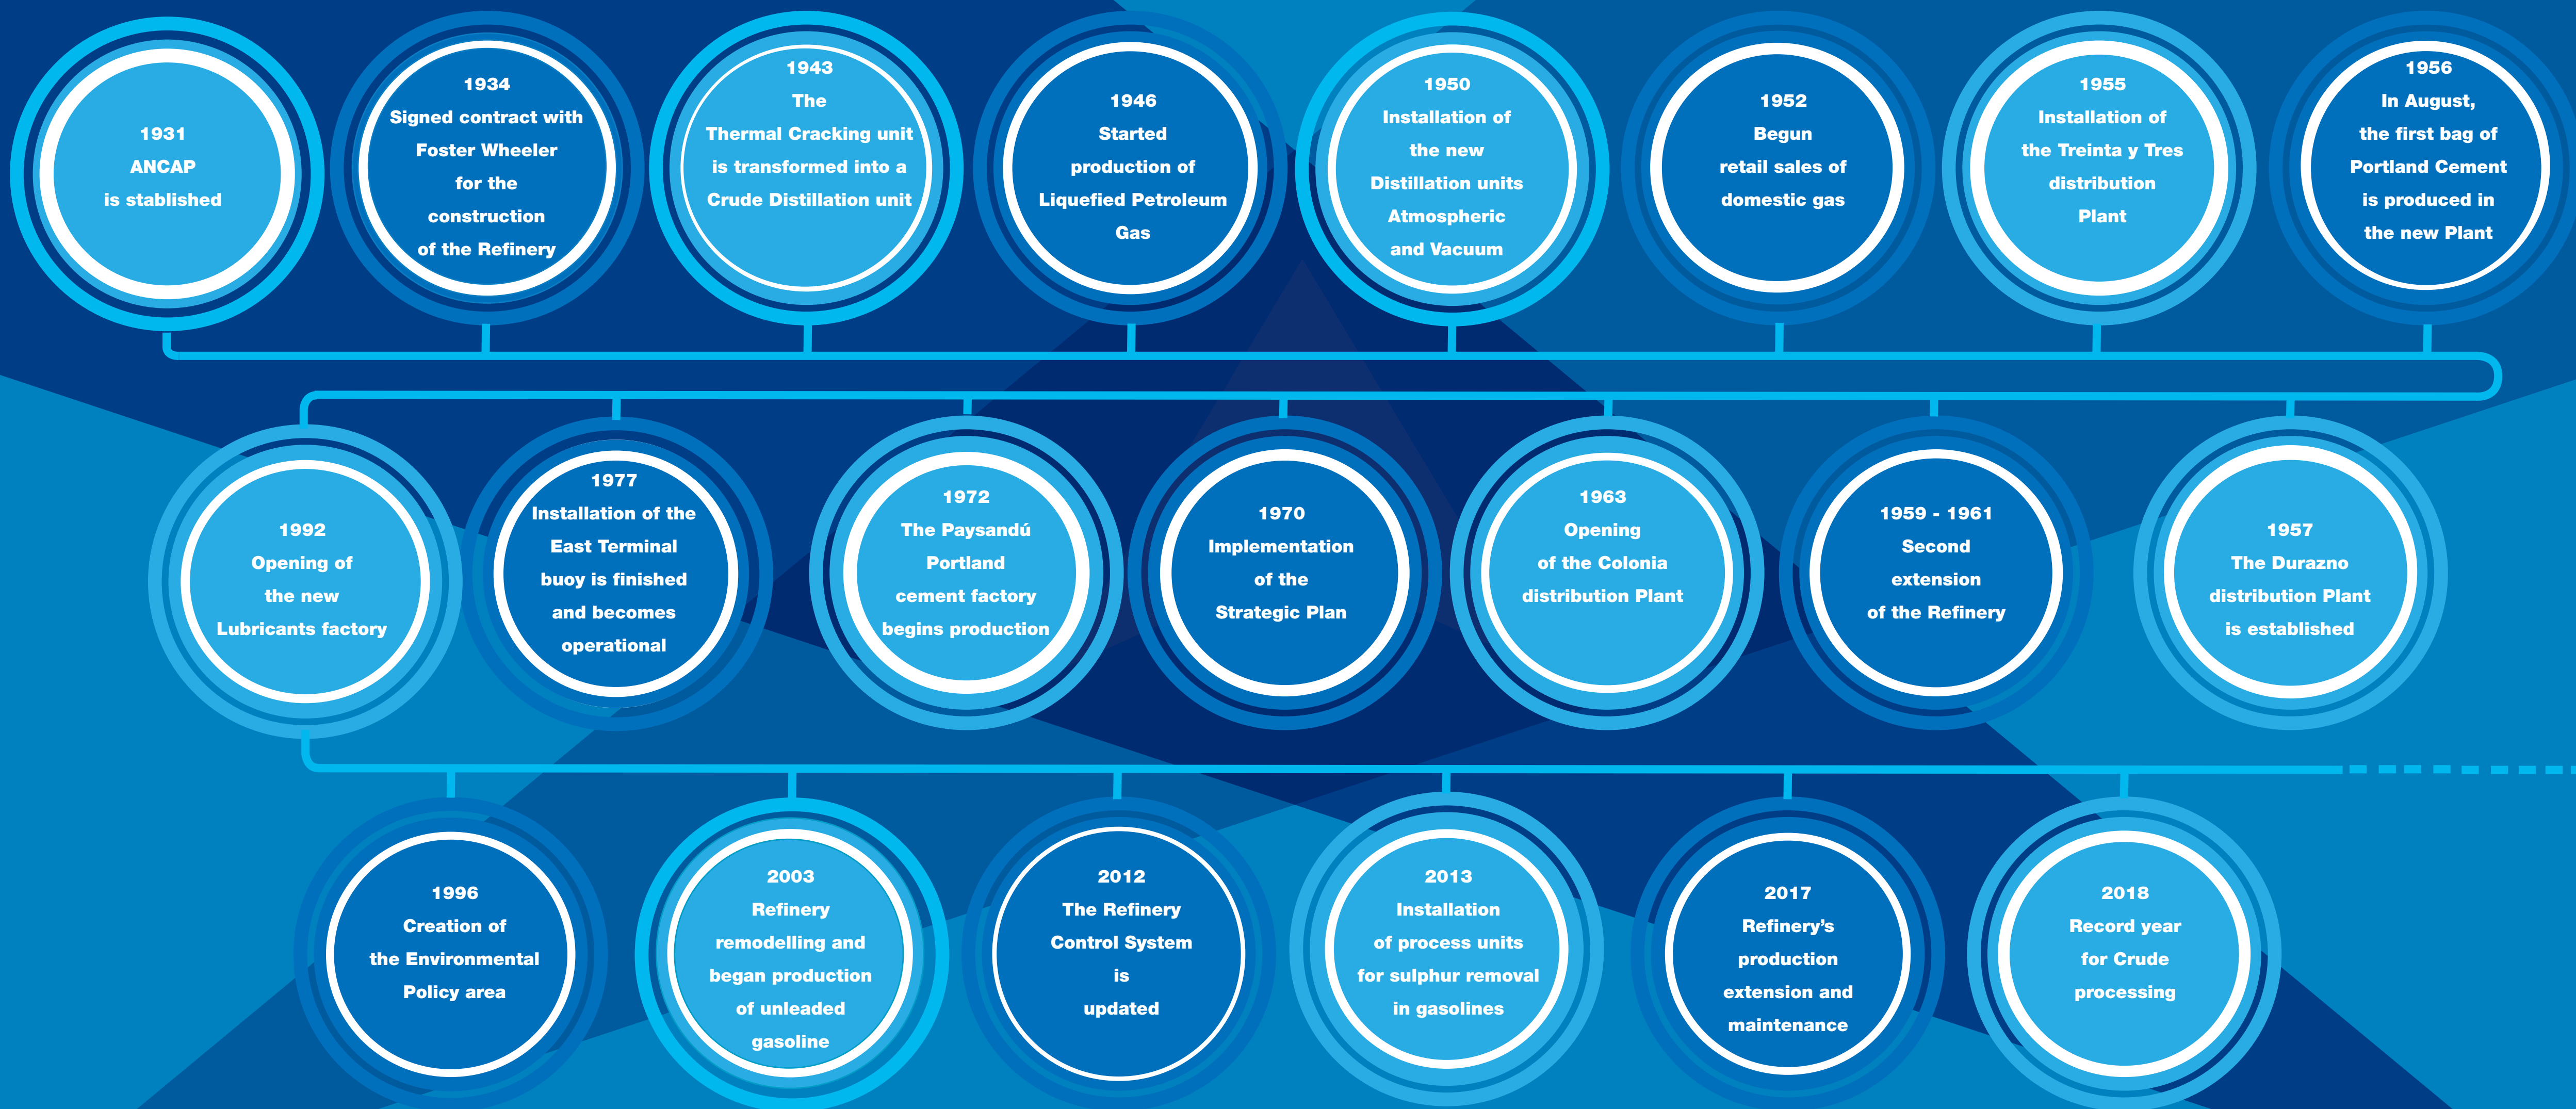 1931
ANCAP
is stablished
1934
Signed contract with
Foster Wheeler
for the
construction
of the Refinery
1943
The
Thermal Cracking unit
is transformed into a
Crude Distillation unit
1946
Started
production of
Liquefied Petroleum
Gas
1950
Installation of
the new
Distillation units
Atmospheric
and Vacuum
1952
Begun
retail sales of
domestic gas
1955
Installation of
the Treinta y Tres
distribution
Plant
1956
In August,
the first bag of
Portland Cement
is produced in
the new Plant
1992
Opening of
the new
Lubricants factory
1977
Installation of the
East Terminal
buoy is finished
and becomes
operational
1972
The Paysandú
Portland
cement factory
begins production
1970
Implementation
of the
Strategic Plan
1963
Opening
of the Colonia
distribution Plant
1959 - 1961
Second
extension
of the Refinery
1957
The Durazno
distribution Plant
is established
1996
Creation of
the Environmental
Policy area
2003
Refinery
remodelling and
began production
of unleaded
gasoline
2012
The Refinery
Control System
is
updated
2013
Installation
of process units
for sulphur removal
in gasolines
2017
Refinery’s
production
extension and
maintenance
2018
Record year
for Crude
processing